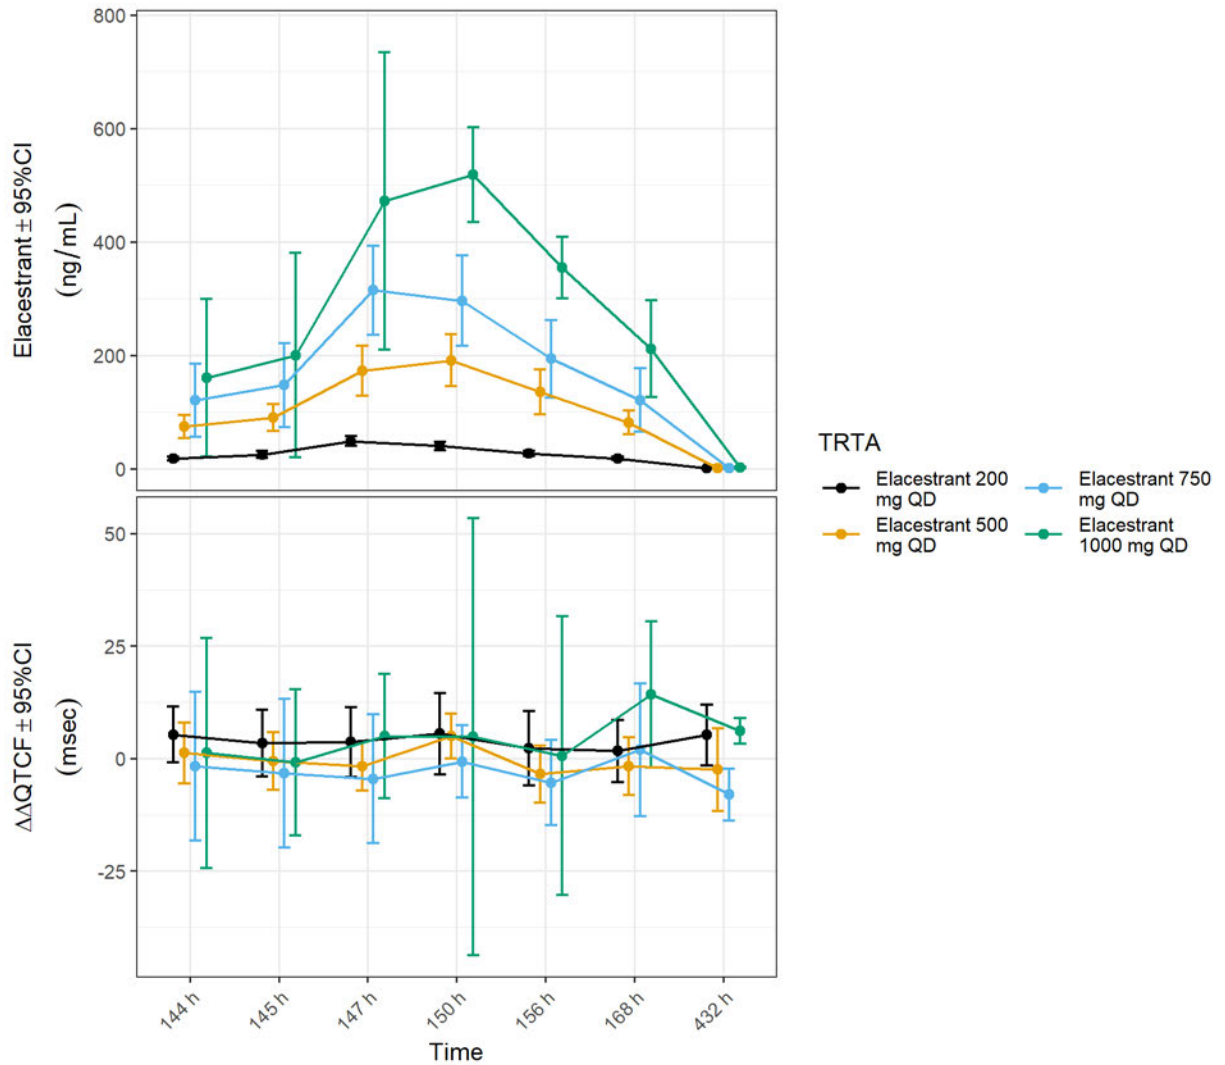 Elacestrant ± 95%CI
(ng/mL)
800
600
400
200
0
ΔΔQTCF ± 95%CI
(msec)
50
25
0
-25
144 h
145 h
147 h
150 h
156 h
168 h
432 h
Time
TRTA
Elacestrant 200
mg QD
Elacestrant 500
mg QD
Elacestrant 750
mg QD
Elacestrant
1000 mg QD